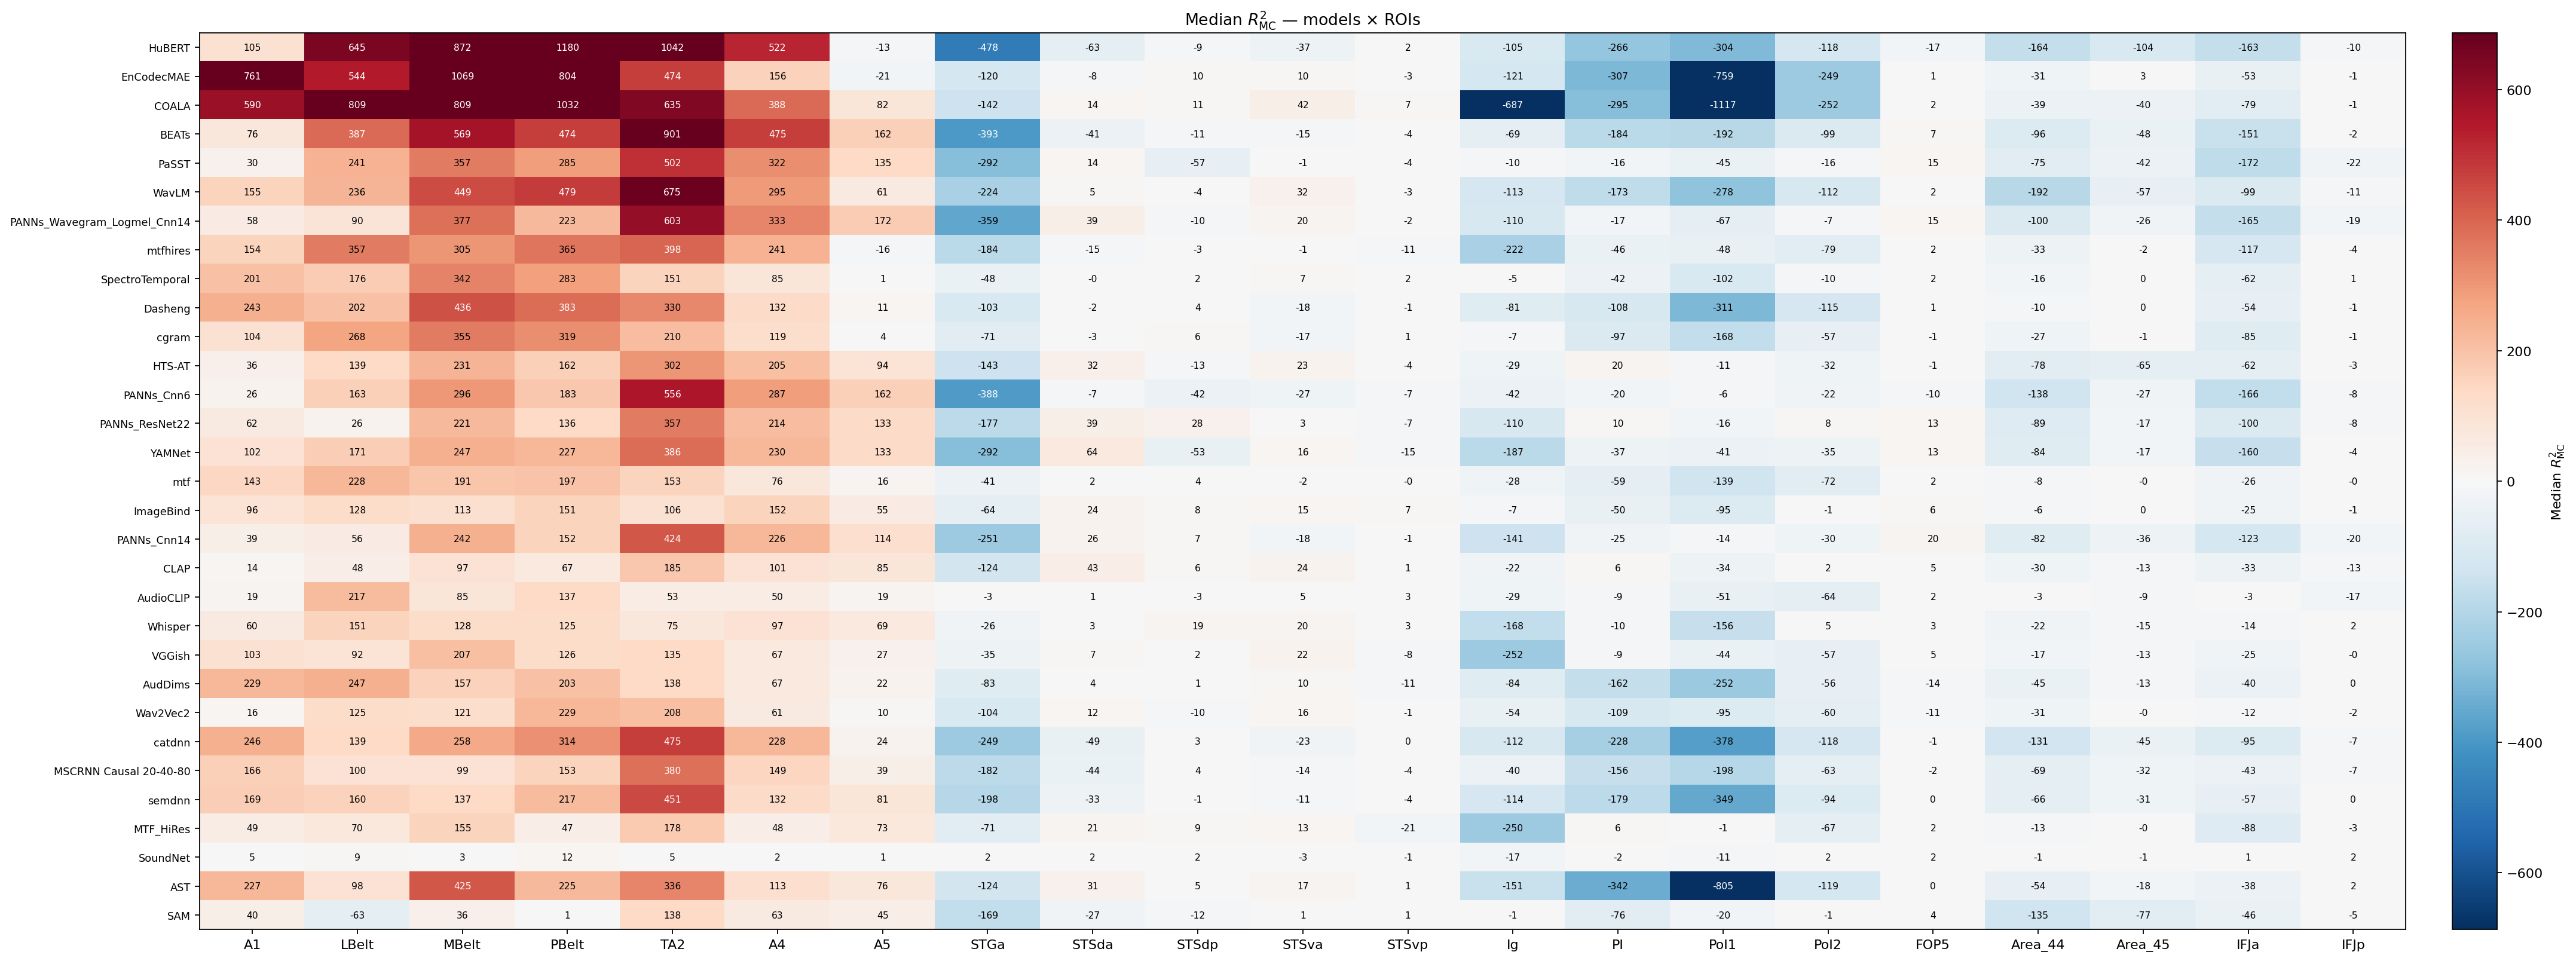 Median R²MC — models × ROIs
HuBERT 105 645 872 1180 1042 522 -13 -478 -63 -9 -37 2 -105 -266 -304 -118 -17 -164 -104 -163 -10
EnCodecMAE 761 544 1069 804 474 156 -21 -120 -8 10 10 -3 -121 -307 -759 -249 1 -31 3 -53 -1
COALA 590 809 809 1032 635 388 82 -142 14 11 42 7 -687 -295 -1117 -252 2 -39 -40 -79 -1
BEATs 76 387 569 474 901 475 162 -393 -41 -11 -15 -4 -69 -184 -192 -99 7 -96 -48 -151 -2
PaSST 30 241 357 285 502 322 135 -292 14 -57 -1 -4 -10 -16 -45 -16 15 -75 -42 -172 -22
WavLM 155 236 449 479 675 295 61 -224 5 -4 32 -3 -113 -173 -278 -112 2 -192 -57 -99 -11
PANNs_Wavegram_Logmel_Cnn14 58 90 377 223 603 333 172 -359 39 -10 20 -2 -110 -17 -67 -7 15 -100 -26 -165 -19
mtfhires 154 357 305 365 398 241 -16 -184 -15 -3 -1 -11 -222 -46 -48 -79 2 -33 -2 -117 -4
SpectroTemporal 201 176 342 283 151 85 1 -48 -0 2 7 2 -5 -42 -102 -10 2 -16 0 -62 1
Dasheng 243 202 436 383 330 132 11 -103 -2 4 -18 -1 -81 -108 -311 -115 1 -10 0 -54 -1
cgram 104 268 355 319 210 119 4 -71 -3 6 -17 1 -7 -97 -168 -57 -1 -27 -1 -85 -1
HTS-AT 36 139 231 162 302 205 94 -143 32 -13 23 -4 -29 20 -11 -32 -1 -78 -65 -62 -3
PANNs_Cnn6 26 163 296 183 556 287 162 -388 -7 -42 -27 -7 -42 -20 -6 -22 -10 -138 -27 -166 -8
PANNs_ResNet22 62 26 221 136 357 214 133 -177 39 28 3 -7 -110 10 -16 8 13 -89 -17 -100 -8
YAMNet 102 171 247 227 386 230 133 -292 64 -53 16 -15 -187 -37 -41 -35 13 -84 -17 -160 -4
mtf 143 228 191 197 153 76 16 -41 2 4 -2 -0 -28 -59 -139 -72 2 -8 -0 -26 -0
ImageBind 96 128 113 151 106 152 55 -64 24 8 15 7 -7 -50 -95 -1 6 -6 0 -25 -1
PANNs_Cnn14 39 56 242 152 424 226 114 -251 26 7 -18 -1 -141 -25 -14 -30 20 -82 -36 -123 -20
CLAP 14 48 97 67 185 101 85 -124 43 6 24 1 -22 6 -34 2 5 -30 -13 -33 -13
AudioCLIP 19 217 85 137 53 50 19 -3 1 -3 5 3 -29 -9 -51 -64 2 -3 -9 -3 -17
Whisper 60 151 128 125 75 97 69 -26 3 19 20 3 -168 -10 -156 5 3 -22 -15 -14 2
VGGish 103 92 207 126 135 67 27 -35 7 2 22 -8 -252 -9 -44 -57 5 -17 -13 -25 -0
AudDims 229 247 157 203 138 67 22 -83 4 1 10 -11 -84 -162 -252 -56 -14 -45 -13 -40 0
Wav2Vec2 16 125 121 229 208 61 10 -104 12 -10 16 -1 -54 -109 -95 -60 -11 -31 -0 -12 -2
catdnn 246 139 258 314 475 228 24 -249 -49 3 -23 0 -112 -228 -378 -118 -1 -131 -45 -95 -7
MSCRNN Causal 20-40-80 166 100 99 153 380 149 39 -182 -44 4 -14 -4 -40 -156 -198 -63 -2 -69 -32 -43 -7
semdnn 169 160 137 217 451 132 81 -198 -33 -1 -11 -4 -114 -179 -349 -94 0 -66 -31 -57 0
MTF_HiRes 49 70 155 47 178 48 73 -71 21 9 13 -21 -250 6 -1 -67 2 -13 -0 -88 -3
SoundNet 5 9 3 12 5 2 1 2 2 2 -3 -1 -17 -2 -11 2 2 -1 -1 1 2
AST 227 98 425 225 336 113 76 -124 31 5 17 1 -151 -342 -805 -119 0 -54 -18 -38 2
SAM 40 -63 36 1 138 63 45 -169 -27 -12 1 1 -1 -76 -20 -1 4 -135 -77 -46 -5
A1 LBelt MBelt PBelt TA2 A4 A5 STGa STSda STSdp STSva STSvp Ig PI PoI1 PoI2 FOP5 Area_44 Area_45 IFJa IFJp
600
400
200
0
−200
−400
−600
Median R²MC